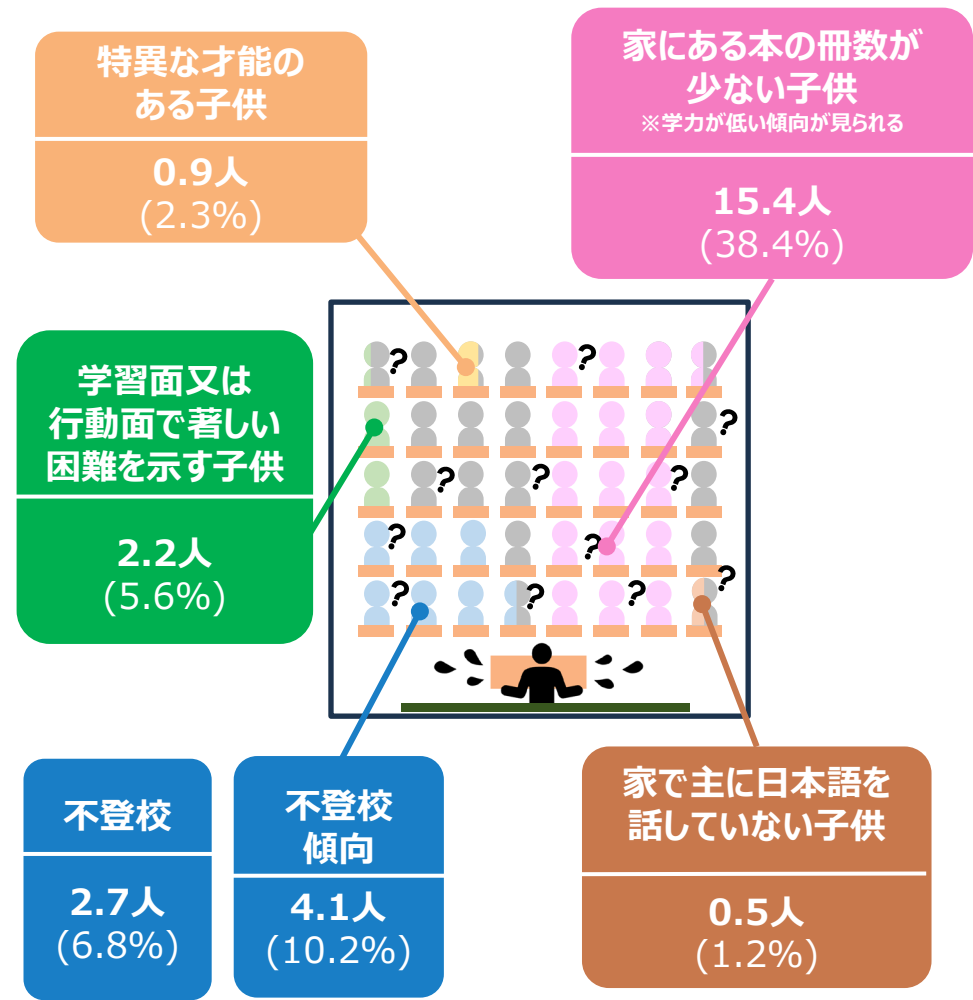 特異な才能の
ある子供
0.9人
(2.3%)
家にある本の冊数が
少ない子供
※学力が低い傾向が見られる
15.4人
(38.4%)
学習面又は
行動面で著しい
困難を示す子供
2.2人
(5.6%)
?
?
?
?
?
?
?
?
?
?
?
?
不登校
2.7人
(6.8%)
不登校
傾向
4.1人
(10.2%)
家で主に日本語を
話していない子供
0.5人
(1.2%)